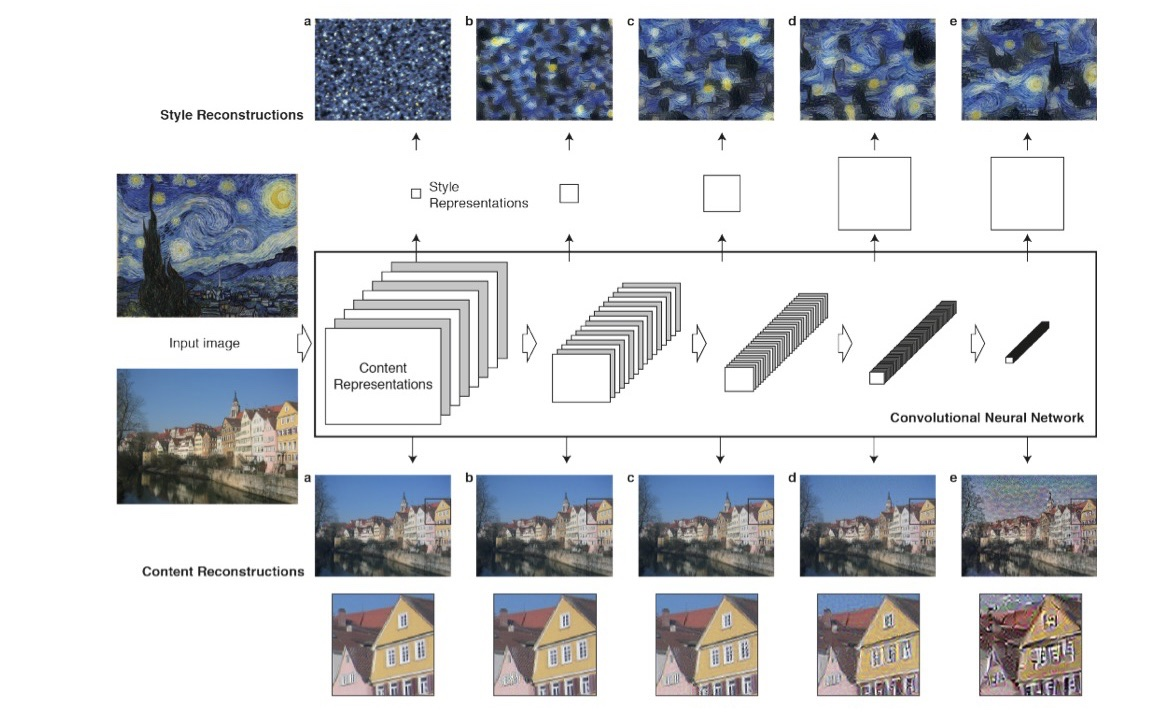 a b c d e
Style Reconstructions
Style
Representations
Input image
Content
Representations
Convolutional Neural Network
a b c d e
Content Reconstructions